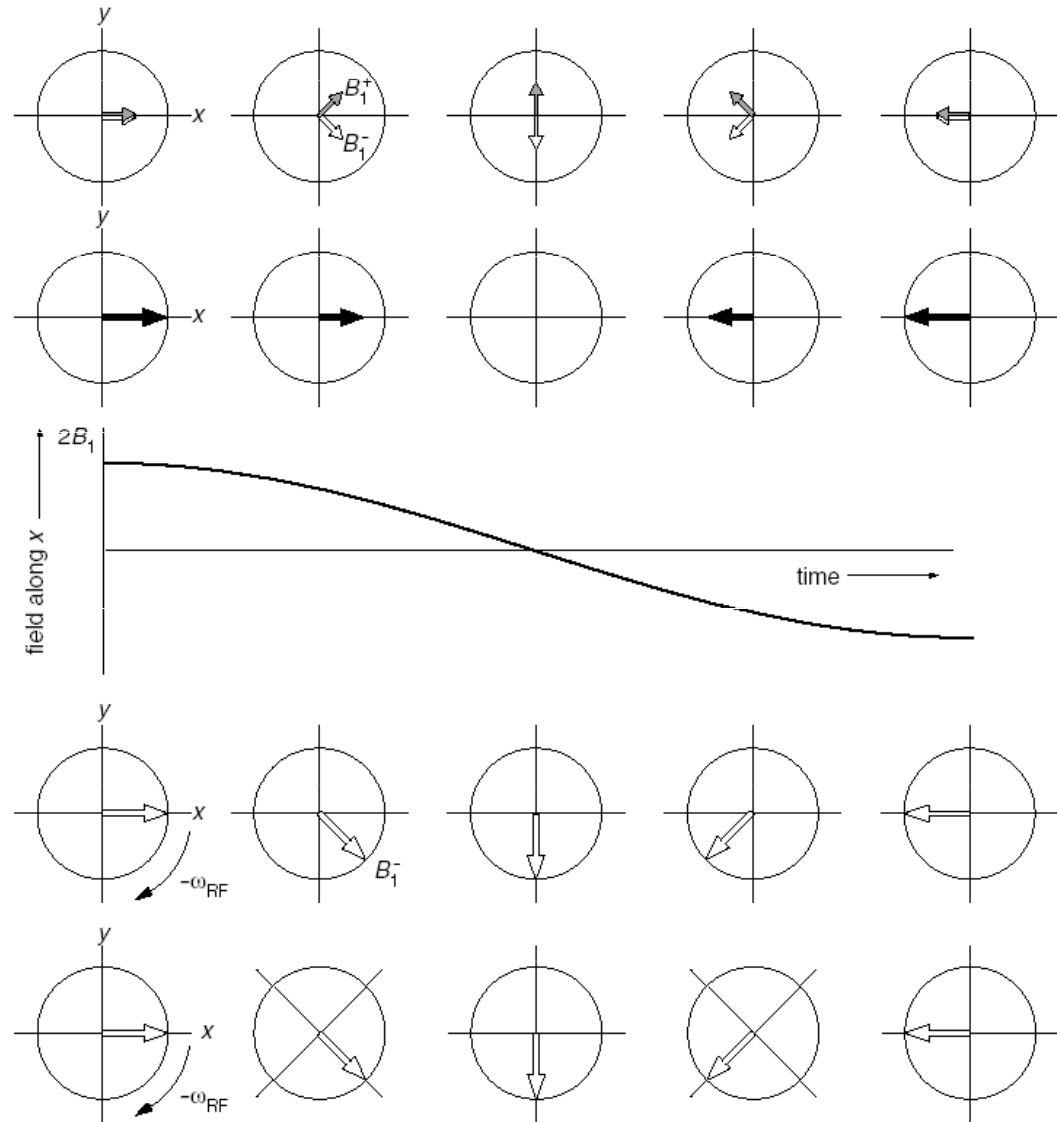 y
x
B₁⁺
B₁⁻
y
x
2B₁
field along x
time
y
x
B₁⁻
-ωRF
y
x
-ωRF